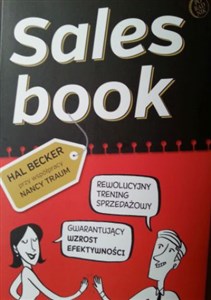 Sales
book
HAL BECKER
przy współpracy
NANCY TRAUM
REWOLUCYJNY
TRENING
SPRZEDAŻOWY
GWARANTUJĄCY
WZROST
EFEKTYWNOŚCI